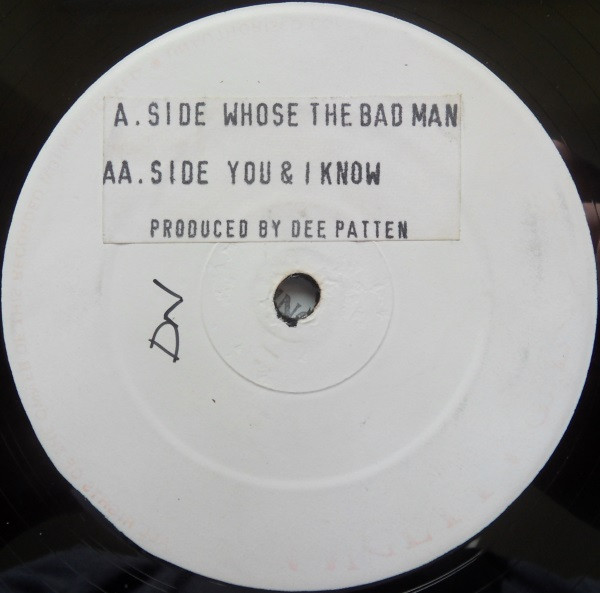 A. SIDE WHOSE THE BAD MAN
AA. SIDE YOU & I KNOW
PRODUCED BY DEE PATTEN
DN